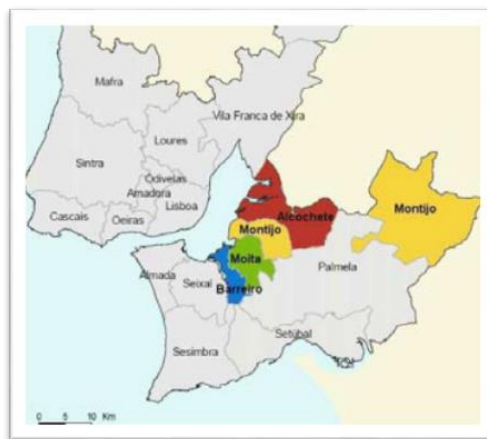 Mafra
Vila Franca de Xira
Loures
Sintra
Odivelas
Amadora
Lisboa
Cascais
Oeiras
Alcochete
Montijo
Montijo
Moita
Palmela
Almada
Seixal
Barreiro
Setúbal
Sesimbra
0 5 10 Km